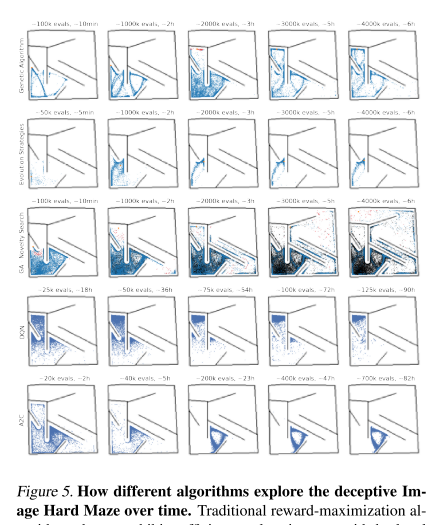 ~100k evals, ~10min ~1000k evals, ~2h ~2000k evals, ~3h ~3000k evals, ~5h ~4000k evals, ~6h
Genetic Algorithm
~50k evals, ~5min ~1000k evals, ~2h ~2000k evals, ~3h ~3000k evals, ~5h ~4000k evals, ~6h
Evolution Strategies
~100k evals, ~10min ~1000k evals, ~2h ~2000k evals, ~3h ~3000k evals, ~5h ~4000k evals, ~6h
GA - Novelty Search
~25k evals, ~18h ~50k evals, ~36h ~75k evals, ~54h ~100k evals, ~72h ~125k evals, ~90h
DQN
~20k evals, ~2h ~40k evals, ~5h ~200k evals, ~23h ~400k evals, ~47h ~700k evals, ~82h
A2C
Figure 5. How different algorithms explore the deceptive Im-
age Hard Maze over time. Traditional reward-maximization al-